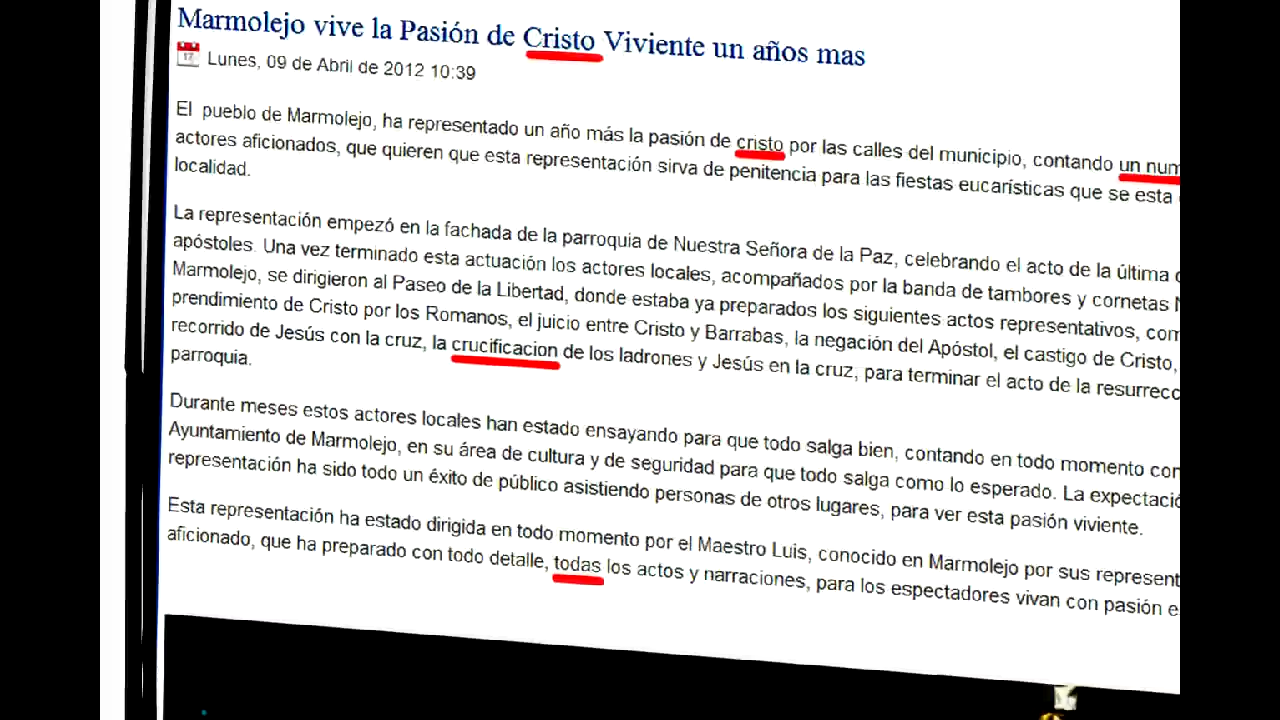 Marmolejo vive la Pasión de Cristo Viviente un años mas
17
Lunes, 09 de Abril de 2012 10:39
El pueblo de Marmolejo, ha representado un año más la pasión de cristo por las calles del municipio, contando un num
actores aficionados, que quieren que esta representación sirva de penitencia para las fiestas eucarísticas que se esta
localidad.
La representación empezó en la fachada de la parroquia de Nuestra Señora de la Paz, celebrando el acto de la última
apóstoles. Una vez terminado esta actuación los actores locales, acompañados por la banda de tambores y cornetas
Marmolejo, se dirigieron al Paseo de la Libertad, donde estaba ya preparados los siguientes actos representativos, com
prendimiento de Cristo por los Romanos, el juicio entre Cristo y Barrabas, la negación del Apóstol, el castigo de Cristo,
recorrido de Jesús con la cruz, la crucificacion de los ladrones y Jesús en la cruz, para terminar el acto de la resurrecc
parroquia.
Durante meses estos actores locales han estado ensayando para que todo salga bien, contando en todo momento con
Ayuntamiento de Marmolejo, en su área de cultura y de seguridad para que todo salga como lo esperado. La expectació
representación ha sido todo un éxito de público asistiendo personas de otros lugares, para ver esta pasión viviente.
Esta representación ha estado dirigida en todo momento por el Maestro Luis, conocido en Marmolejo por sus represent
aficionado, que ha preparado con todo detalle, todas los actos y narraciones, para los espectadores vivan con pasión e